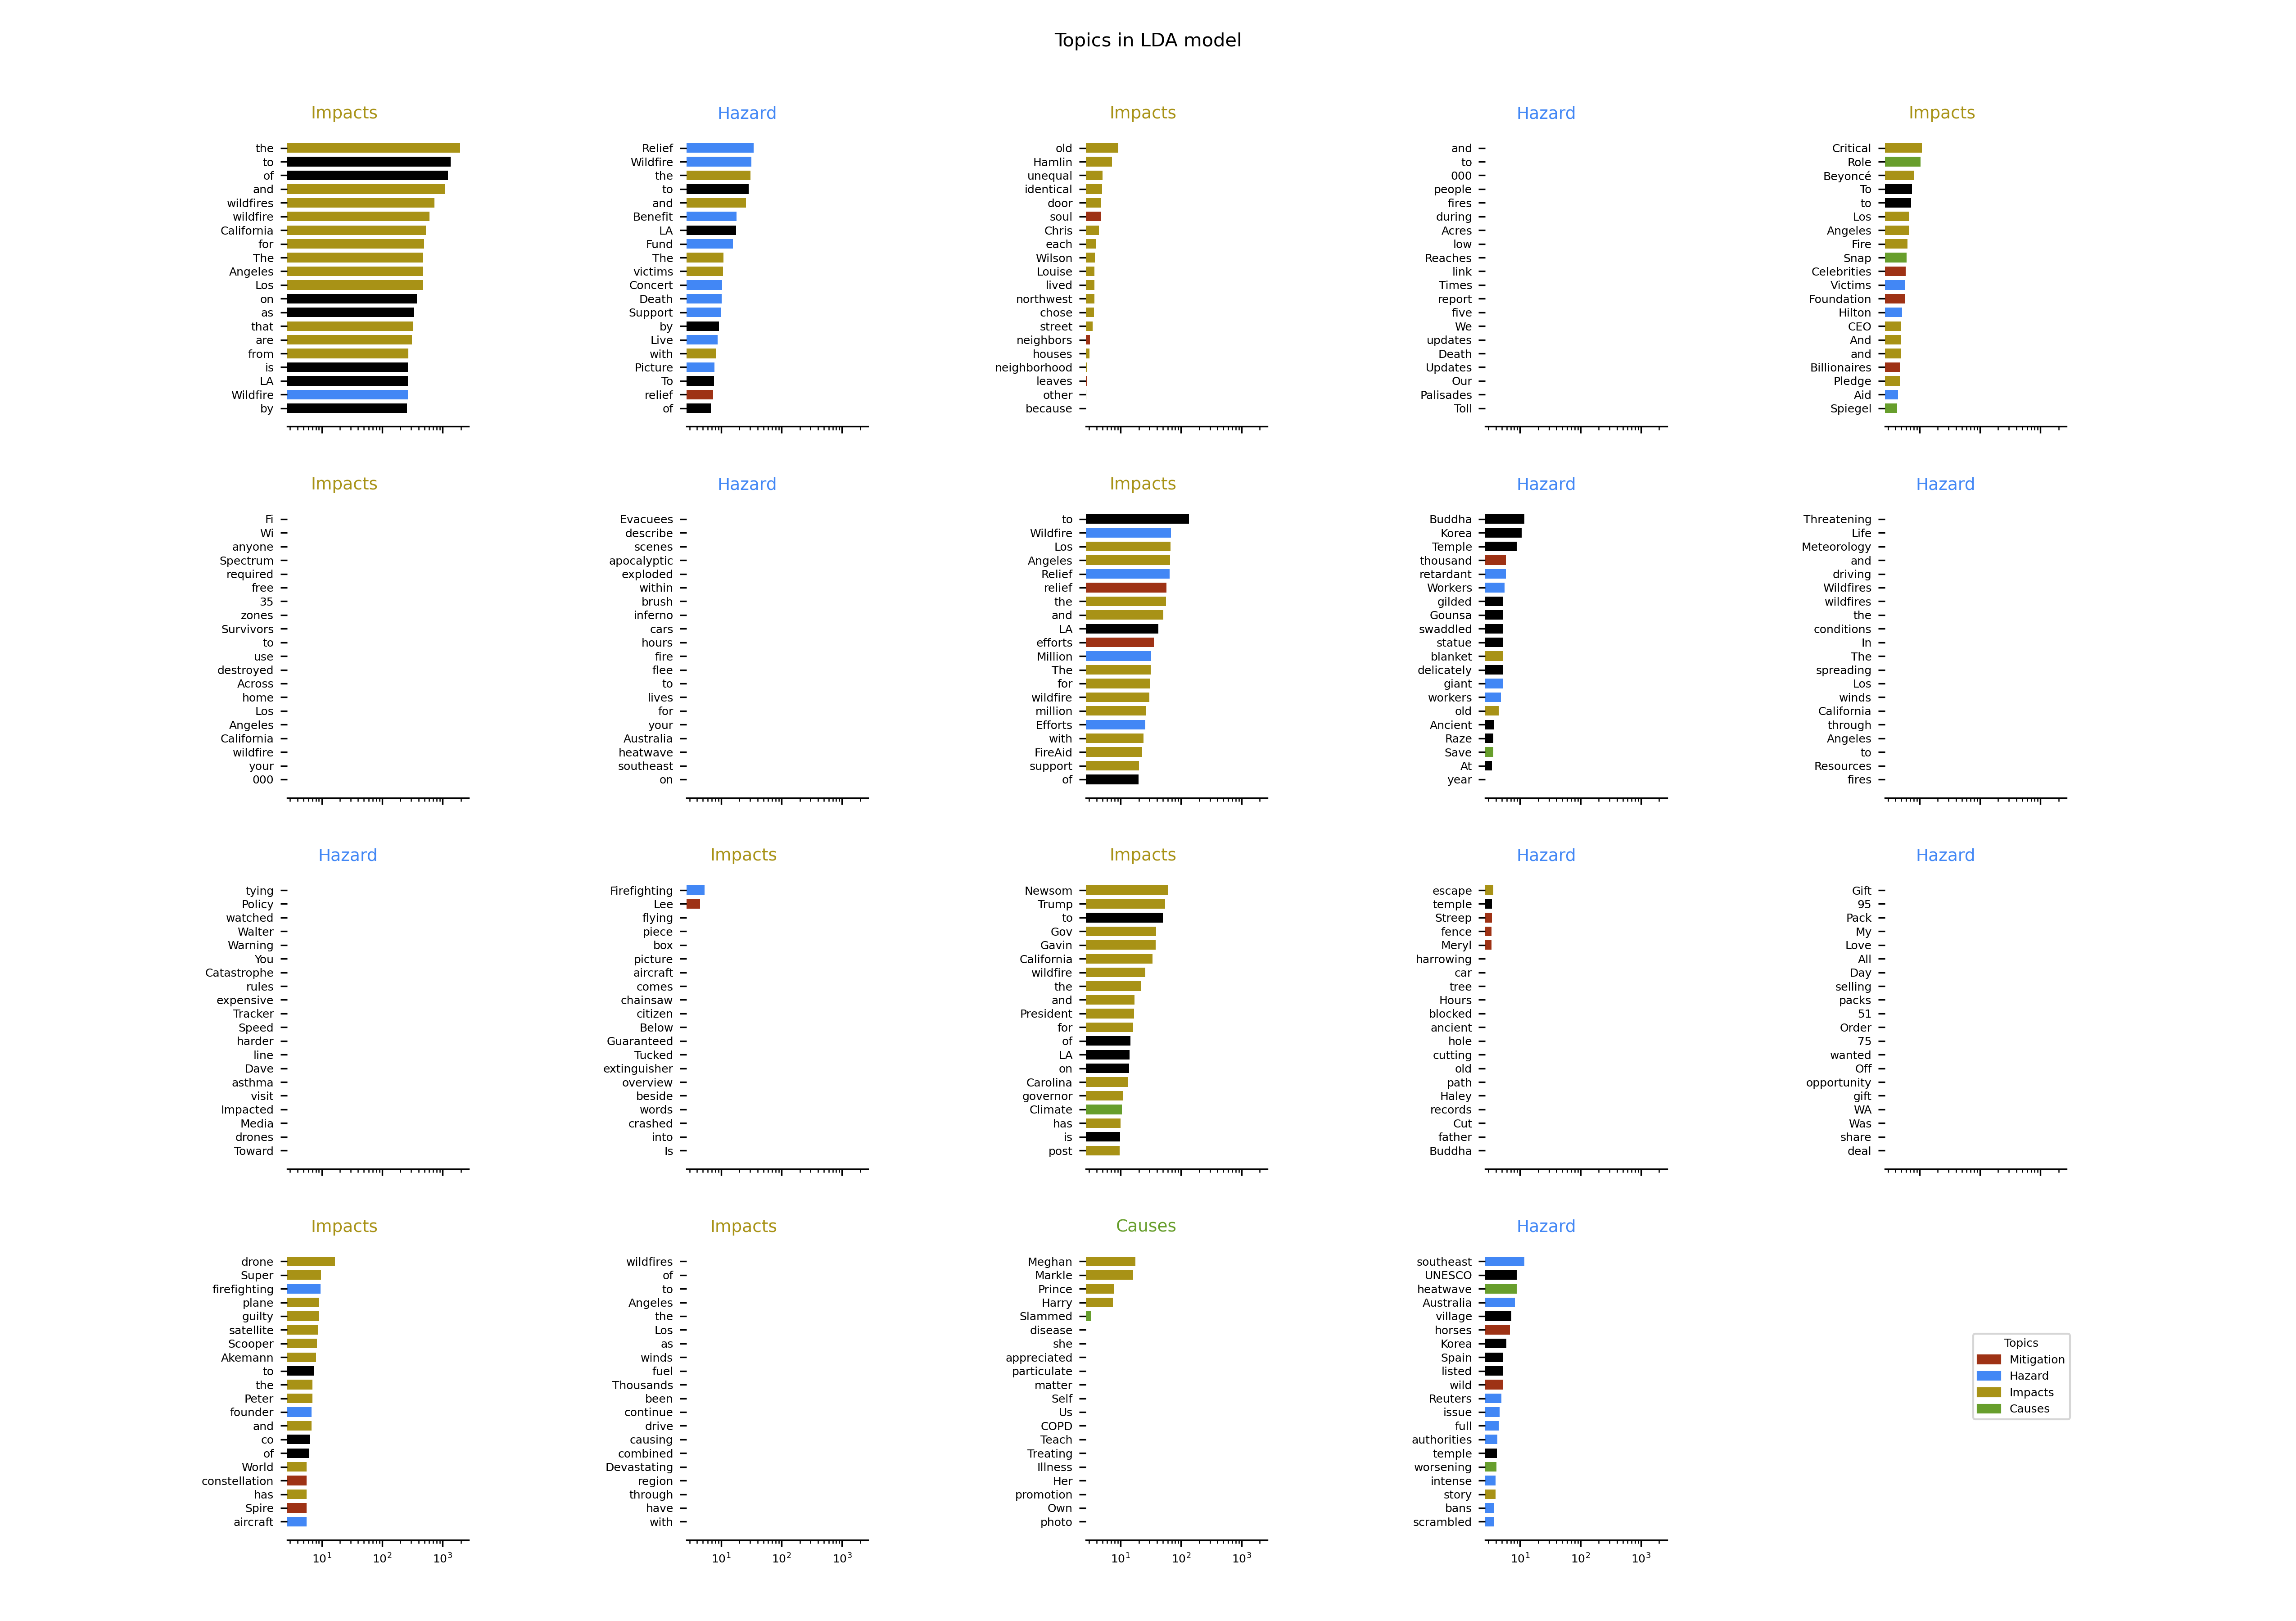 Topics in LDA model
Impacts
the
to
of
and
wildfires
wildfire
California
for
The
Angeles
Los
on
as
that
are
from
is
LA
Wildfire
by
Hazard
Relief
Wildfire
the
to
and
Benefit
LA
Fund
The
victims
Concert
Death
Support
by
Live
with
Picture
To
relief
of
Impacts
old
Hamlin
unequal
identical
door
soul
Chris
each
Wilson
Louise
lived
northwest
chose
street
neighbors
houses
neighborhood
leaves
other
because
Hazard
and
to
000
people
fires
during
Acres
low
Reaches
link
Times
report
five
We
updates
Death
Updates
Our
Palisades
Toll
Impacts
Critical
Role
Beyoncé
To
to
Los
Angeles
Fire
Snap
Celebrities
Victims
Foundation
Hilton
CEO
And
and
Billionaires
Pledge
Aid
Spiegel
Impacts
Fi
Wi
anyone
Spectrum
required
free
35
zones
Survivors
to
use
destroyed
Across
home
Los
Angeles
California
wildfire
your
000
Hazard
Evacuees
describe
scenes
apocalyptic
exploded
within
brush
inferno
cars
hours
fire
flee
to
lives
for
your
Australia
heatwave
southeast
on
Impacts
to
Wildfire
Los
Angeles
Relief
relief
the
and
LA
efforts
Million
The
for
wildfire
million
Efforts
with
FireAid
support
of
Hazard
Buddha
Korea
Temple
thousand
retardant
Workers
gilded
Gounsa
swaddled
statue
blanket
delicately
giant
workers
old
Ancient
Raze
Save
At
year
Hazard
Threatening
Life
Meteorology
and
driving
Wildfires
wildfires
the
conditions
In
The
spreading
Los
winds
California
through
Angeles
to
Resources
fires
Hazard
tying
Policy
watched
Walter
Warning
You
Catastrophe
rules
expensive
Tracker
Speed
harder
line
Dave
asthma
visit
Impacted
Media
drones
Toward
Impacts
Firefighting
Lee
flying
piece
box
picture
aircraft
comes
chainsaw
citizen
Below
Guaranteed
Tucked
extinguisher
overview
beside
words
crashed
into
Is
Impacts
Newsom
Trump
to
Gov
Gavin
California
wildfire
the
and
President
for
of
LA
on
Carolina
governor
Climate
has
is
post
Hazard
escape
temple
Streep
fence
Meryl
harrowing
car
tree
Hours
blocked
ancient
hole
cutting
old
path
Haley
records
Cut
father
Buddha
Hazard
Gift
95
Pack
My
Love
All
Day
selling
packs
51
Order
75
wanted
Off
opportunity
gift
WA
Was
share
deal
Impacts
drone
Super
firefighting
plane
guilty
satellite
Scooper
Akemann
to
the
Peter
founder
and
co
of
World
constellation
has
Spire
aircraft
10¹ 10² 10³
Impacts
wildfires
of
to
Angeles
the
Los
as
winds
fuel
Thousands
been
continue
drive
causing
combined
Devastating
region
through
have
with
10¹ 10² 10³
Causes
Meghan
Markle
Prince
Harry
Slammed
disease
she
appreciated
particulate
matter
Self
Us
COPD
Teach
Treating
Illness
Her
promotion
Own
photo
10¹ 10² 10³
Hazard
southeast
UNESCO
heatwave
Australia
village
horses
Korea
Spain
listed
wild
Reuters
issue
full
authorities
temple
worsening
intense
story
bans
scrambled
10¹ 10² 10³
Topics
Mitigation
Hazard
Impacts
Causes